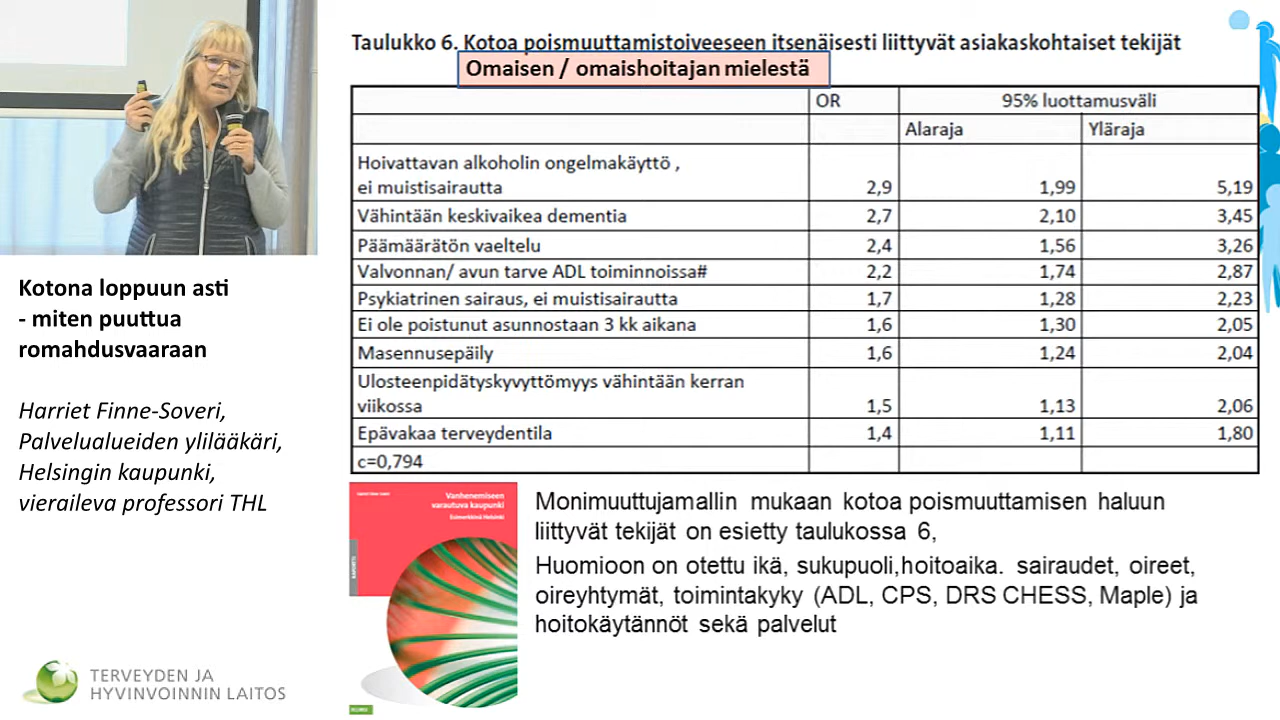 Taulukko 6. Kotoa poismuuttamistoiveeseen itsenäisesti liittyvät asiakaskohtaiset tekijät
Omaisen / omaishoitajan mielestä
OR 95% luottamusväli
Alaraja Yläraja
Hoivattavan alkoholin ongelmakäyttö ,
ei muistisairautta 2,9 1,99 5,19
Vähintään keskivaikea dementia 2,7 2,10 3,45
Päämäärätön vaeltelu 2,4 1,56 3,26
Valvonnan/ avun tarve ADL toiminnoissa# 2,2 1,74 2,87
Psykiatrinen sairaus, ei muistisairautta 1,7 1,28 2,23
Ei ole poistunut asunnostaan 3 kk aikana 1,6 1,30 2,05
Masennusepäily 1,6 1,24 2,04
Ulosteenpidätyskyvyttömyys vähintään kerran
viikossa 1,5 1,13 2,06
Epävakaa terveydentila 1,4 1,11 1,80
c=0,794
Kotona loppuun asti
- miten puuttua
romahdusvaaraan
Harriet Finne-Soveri,
Palvelualueiden ylilääkäri,
Helsingin kaupunki,
vieraileva professori THL
Vanhenemiseen
varautuva kaupunki
Esimerkkinä Helsinki
RAPORTTI
Monimuuttujamallin mukaan kotoa poismuuttamisen haluun
liittyvät tekijät on esietty taulukossa 6,
Huomioon on otettu ikä, sukupuoli,hoitoaika. sairaudet, oireet,
oireyhtymät, toimintakyky (ADL, CPS, DRS CHESS, Maple) ja
hoitokäytännöt sekä palvelut
TERVEYDEN JA
HYVINVOINNIN LAITOS